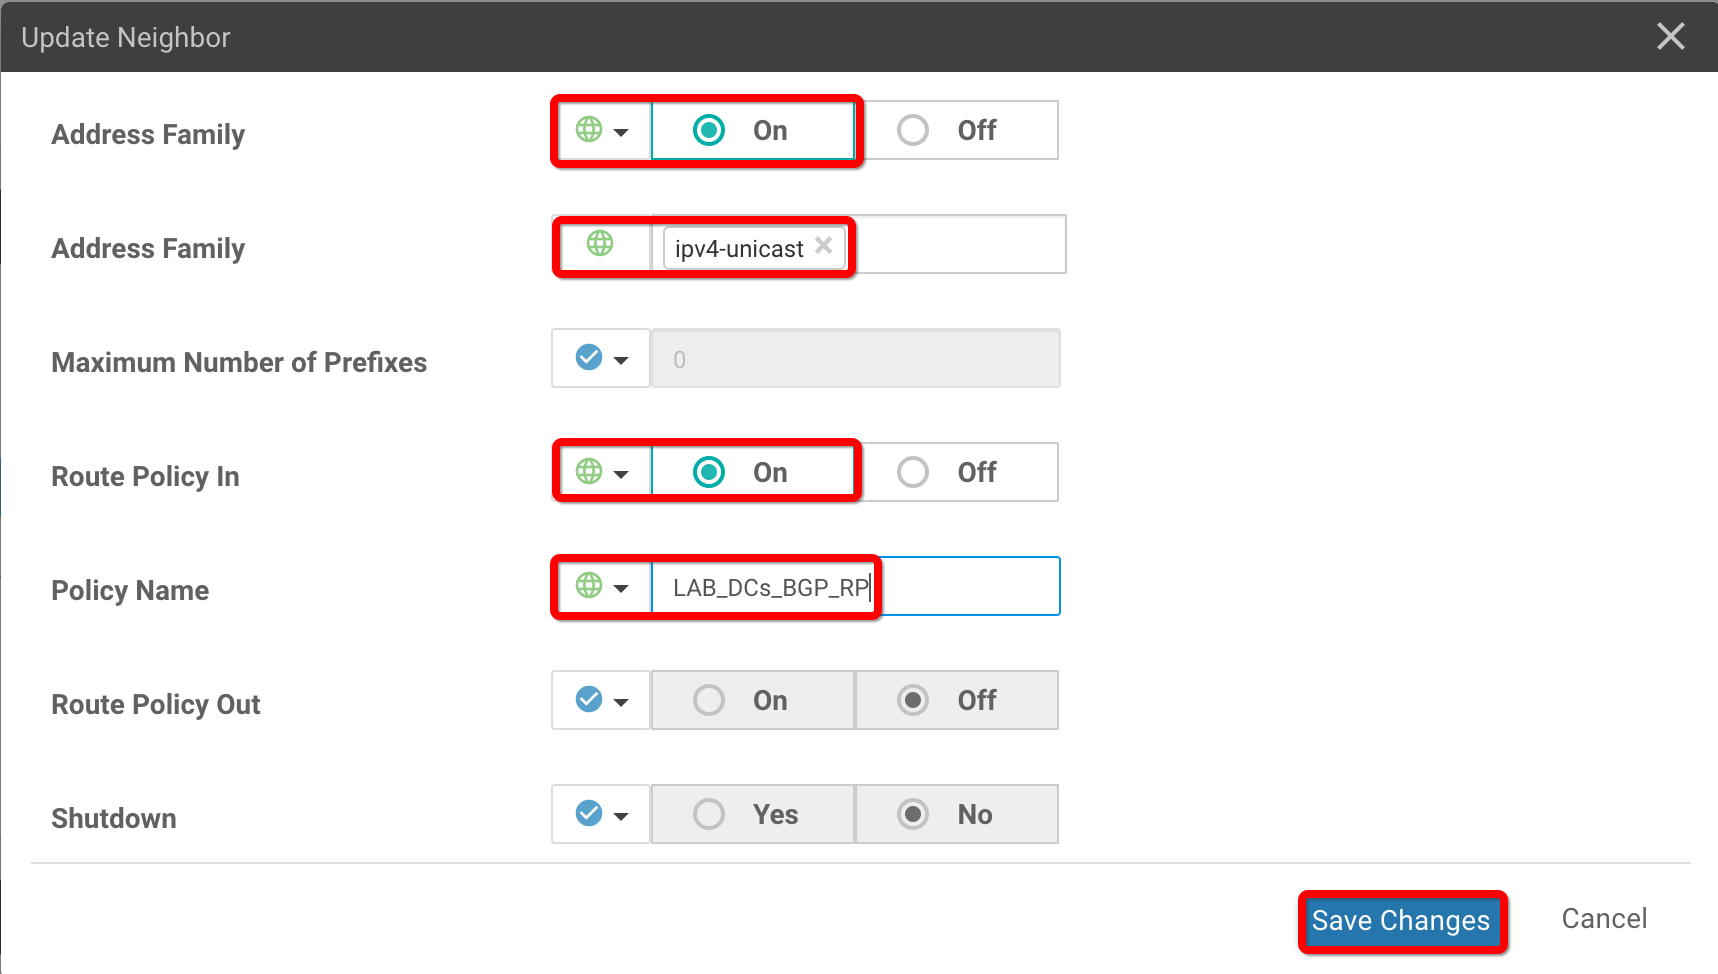 Update Neighbor
Address Family On Off
Address Family ipv4-unicast
Maximum Number of Prefixes 0
Route Policy In On Off
Policy Name LAB_DCs_BGP_RP
Route Policy Out On Off
Shutdown Yes No
Save Changes Cancel